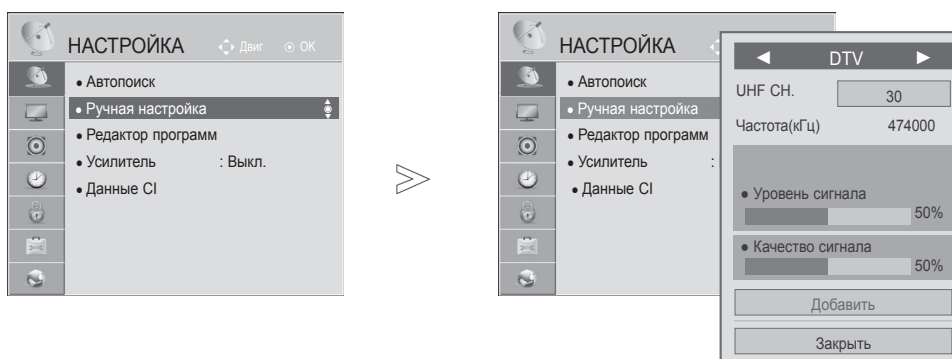 НАСТРОЙКА Двиг OK
• Автопоиск
• Ручная настройка
• Редактор программ
• Усилитель : Выкл.
• Данные CI
НАСТРОЙКА
• Автопоиск
• Ручная настройка
• Редактор программ
• Усилитель :
• Данные CI
◄ DTV ►
UHF CH. 30
Частота(кГц) 474000
• Уровень сигнала
50%
• Качество сигнала
50%
Добавить
Закрыть